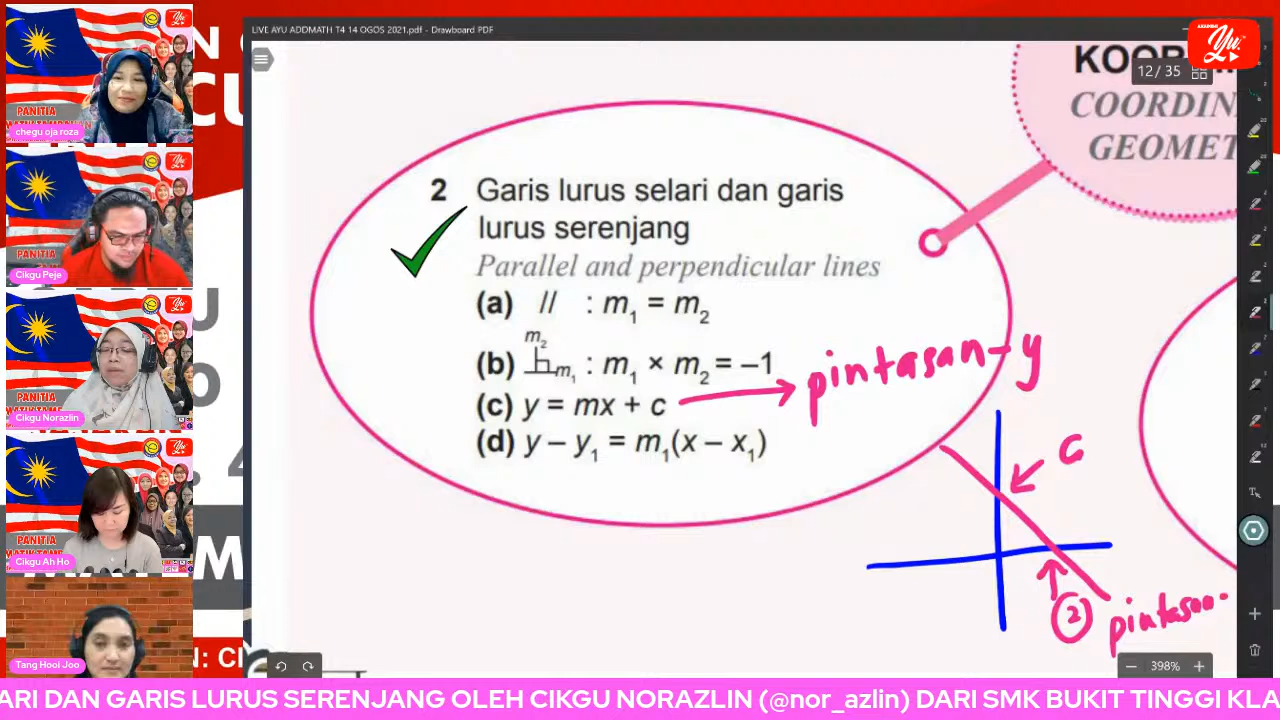 LIVE AYU ADDMATH T4 14 OGOS 2021.pdf - Drawboard PDF
12 / 35
COORDIN
GEOMET
2 Garis lurus selari dan garis
lurus serenjang
Parallel and perpendicular lines
(a) // : m₁ = m₂
m₂
(b) m₁ : m₁ × m₂ = –1
pintasan-y
(c) y = mx + c
(d) y – y₁ = m₁(x – x₁)
c
2
398%
PANITIA
chegu oja roza
Cikgu Peje
Cikgu Norazlin
Cikgu Ah Ho
Tang Hooi Joo
Yu
ARI DAN GARIS LURUS SERENJANG OLEH CIKGU NORAZLIN (@nor_azlin) DARI SMK BUKIT TINGGI KLA